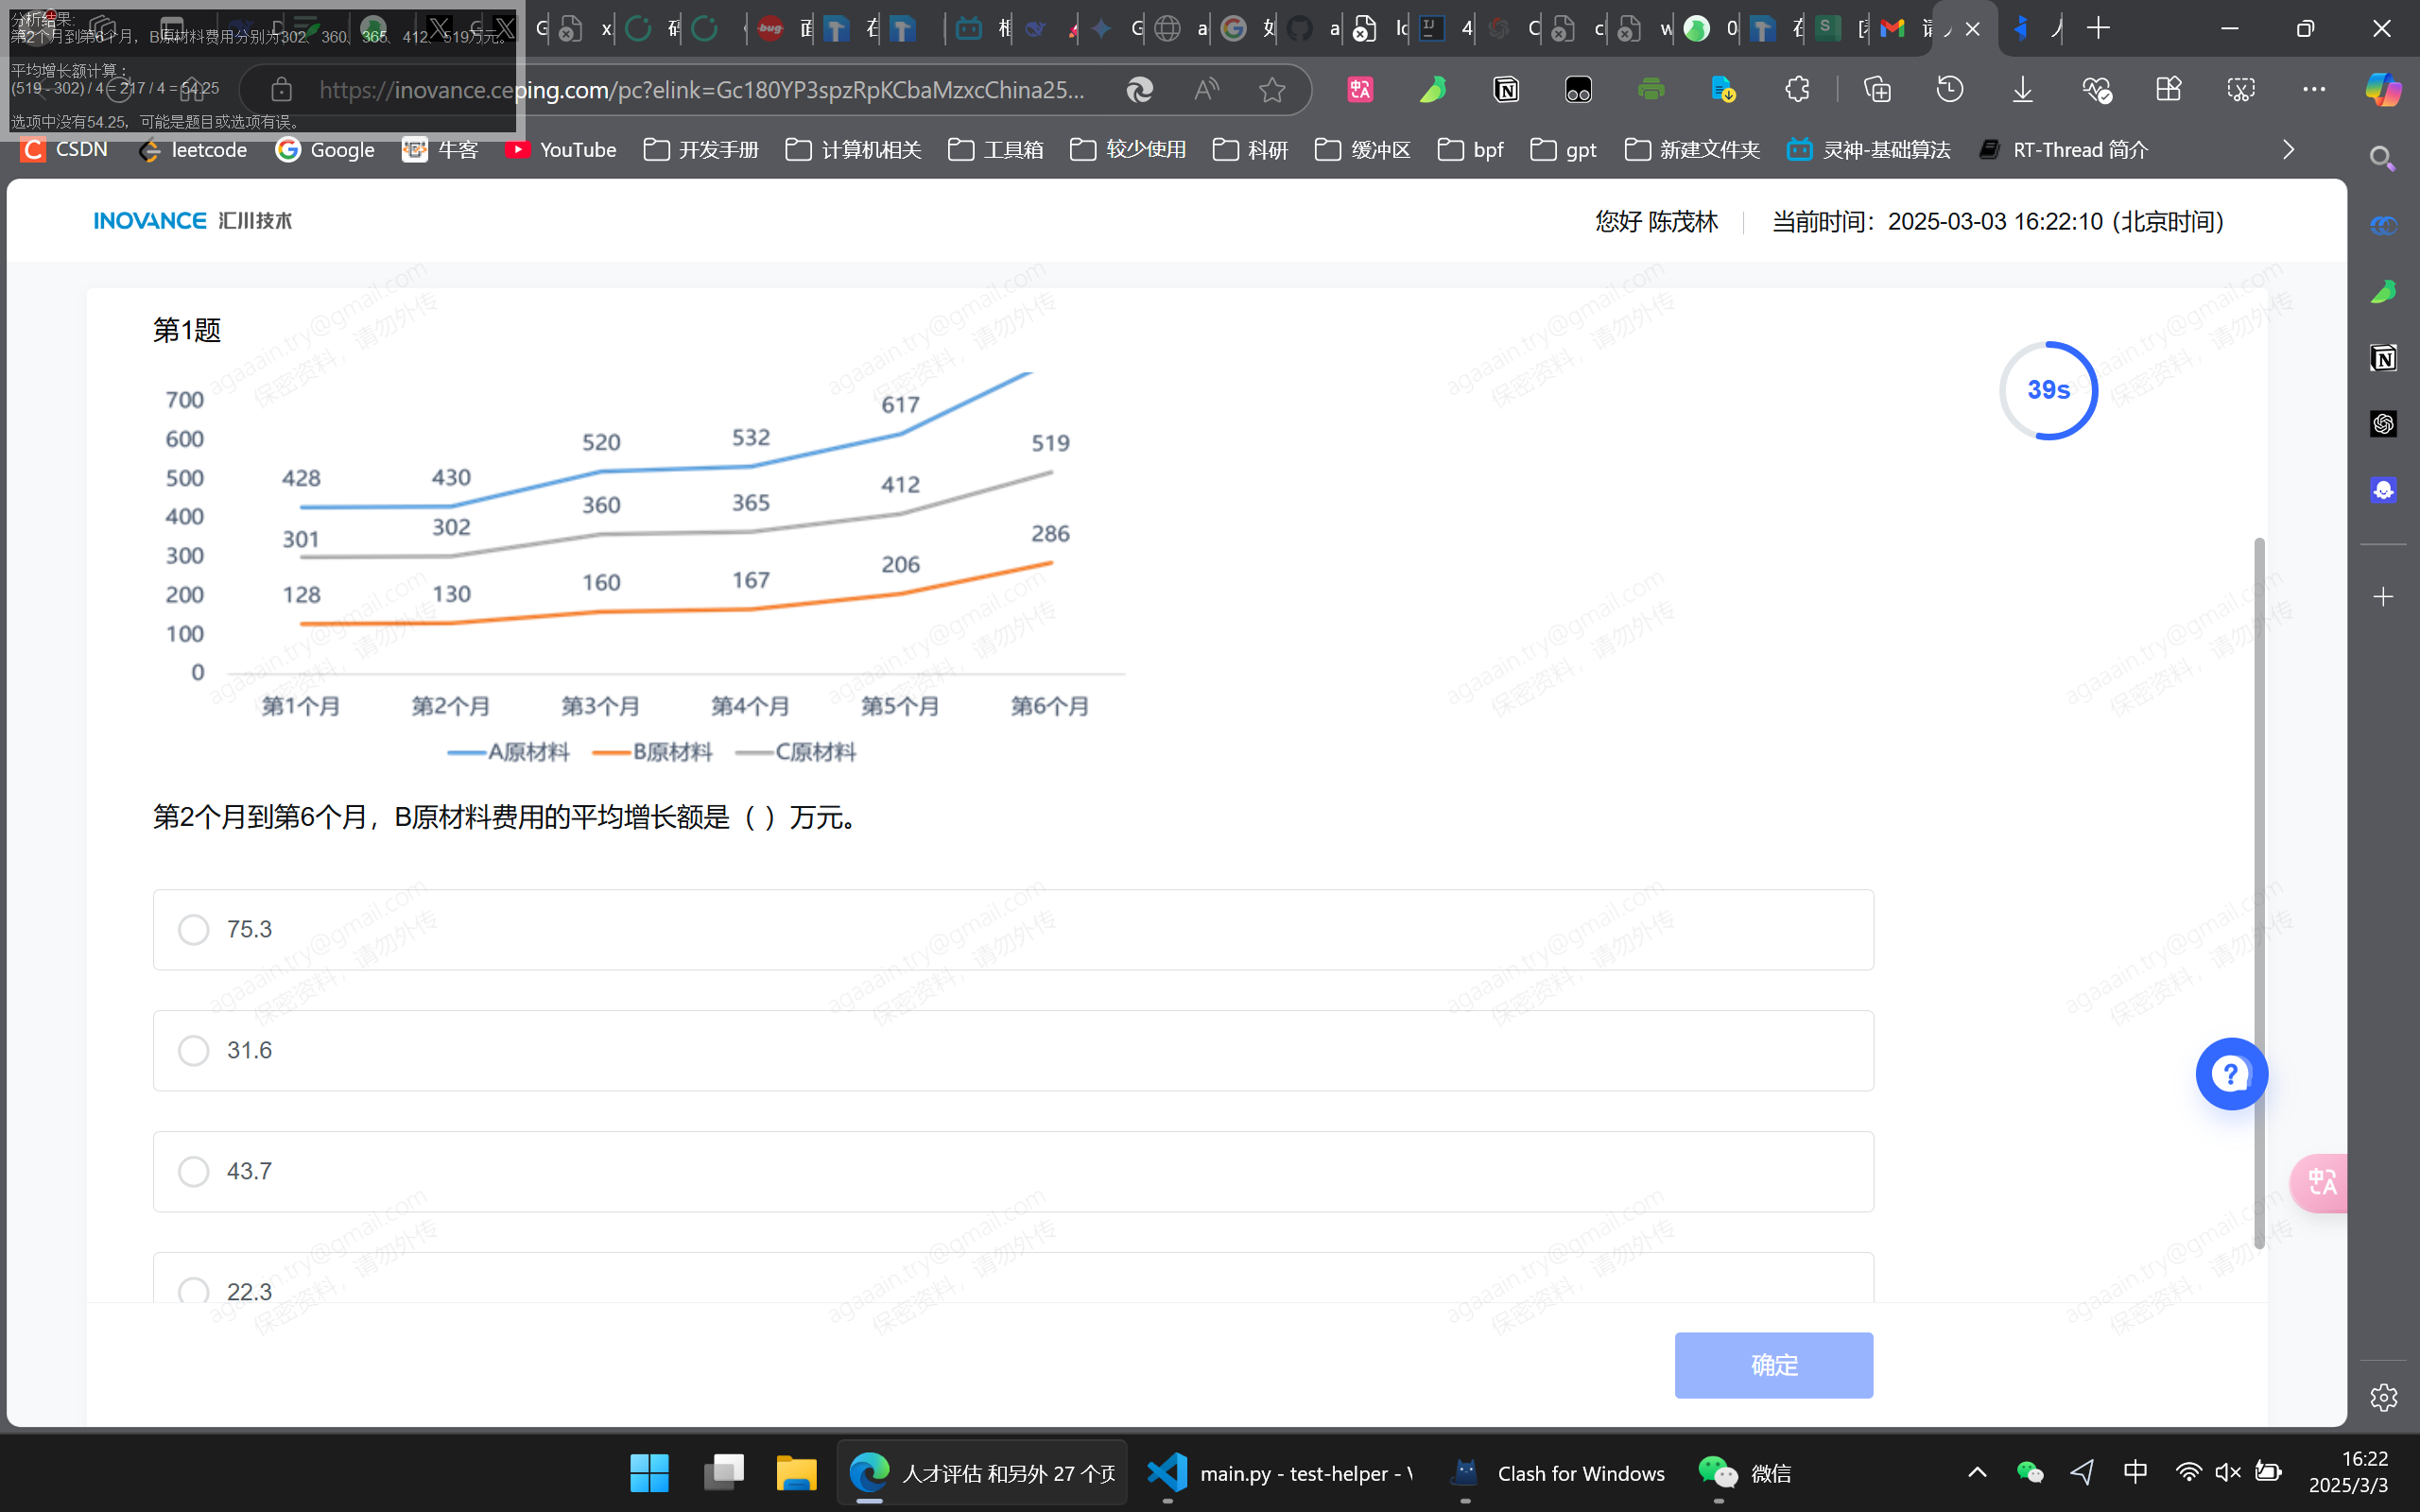 分析结果:
第2个月到第6个月，B原材料费用分别为302、360、365、412、519万元。
平均增长额计算：
(519 - 302) / 4 = 217 / 4 = 54.25
选项中没有54.25，可能是题目或选项有误。
https://inovance.ceping.com/pc?elink=Gc180YP3spzRpKCbaMzxcChina25...
CSDN
leetcode
Google
牛客
YouTube
开发手册
计算机相关
工具箱
较少使用
科研
缓冲区
bpf
gpt
新建文件夹
灵神-基础算法
RT-Thread 简介
INOVANCE 汇川技术
您好 陈茂林
当前时间：2025-03-03 16:22:10 (北京时间)
第1题
39s
700
600
500
400
300
200
100
0
428
430
520
532
617
301
302
360
365
412
519
128
130
160
167
206
286
第1个月
第2个月
第3个月
第4个月
第5个月
第6个月
A原材料
B原材料
C原材料
第2个月到第6个月，B原材料费用的平均增长额是（ ）万元。
75.3
31.6
43.7
22.3
确定
agaaain.try@gmail.com
保密资料，请勿外传
人才评估 和另外 27 个页
main.py - test-helper - V
Clash for Windows
微信
中
16:22
2025/3/3